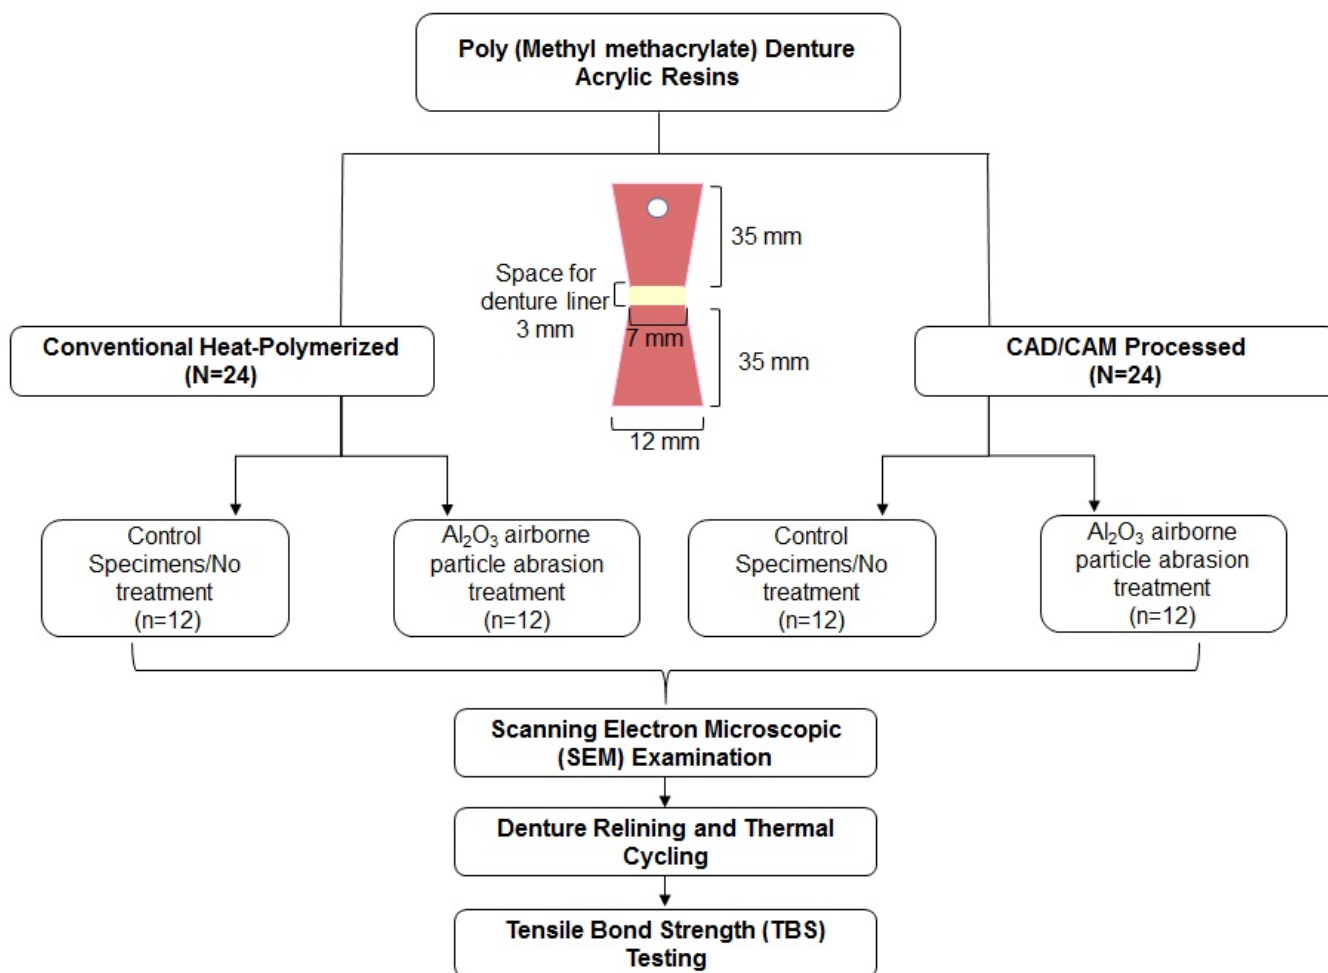 Poly (Methyl methacrylate) Denture
Acrylic Resins
35 mm
Space for
denture liner
3 mm
7 mm
35 mm
12 mm
Conventional Heat-Polymerized
(N=24)
CAD/CAM Processed
(N=24)
Control
Specimens/No
treatment
(n=12)
Al₂O₃ airborne
particle abrasion
treatment
(n=12)
Control
Specimens/No
treatment
(n=12)
Al₂O₃ airborne
particle abrasion
treatment
(n=12)
Scanning Electron Microscopic
(SEM) Examination
Denture Relining and Thermal
Cycling
Tensile Bond Strength (TBS)
Testing